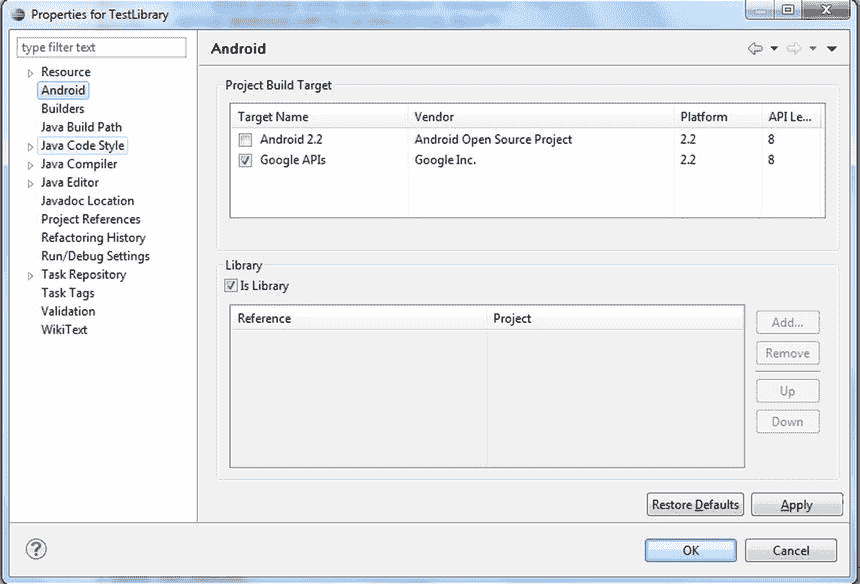 Properties for TestLibrary
type filter text
Resource
Android
Builders
Java Build Path
Java Code Style
Java Compiler
Java Editor
Javadoc Location
Project References
Refactoring History
Run/Debug Settings
Task Repository
Task Tags
Validation
WikiText
Android
Project Build Target
Target Name Vendor Platform API Le...
Android 2.2 Android Open Source Project 2.2 8
Google APIs Google Inc. 2.2 8
Library
Is Library
Reference Project
Add...
Remove
Up
Down
Restore Defaults Apply
OK Cancel